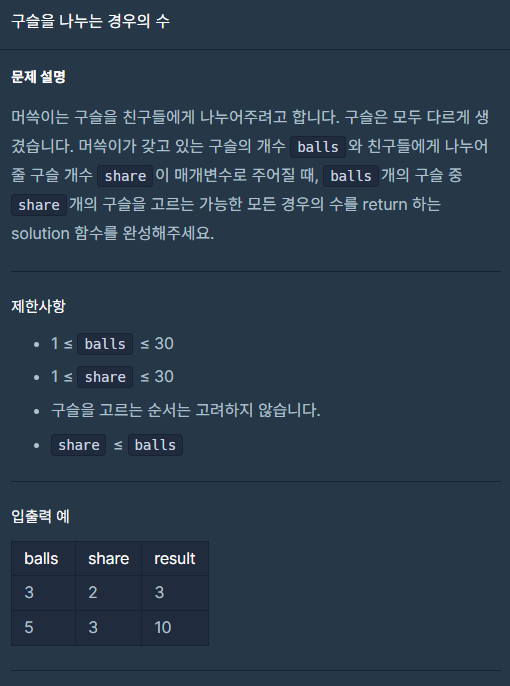 구슬을 나누는 경우의 수
문제 설명
머쓱이는 구슬을 친구들에게 나누어주려고 합니다. 구슬은 모두 다르게 생
겼습니다. 머쓱이가 갖고 있는 구슬의 개수 balls 와 친구들에게 나누어
줄 구슬 개수 share 이 매개변수로 주어질 때, balls 개의 구슬 중
share 개의 구슬을 고르는 가능한 모든 경우의 수를 return 하는
solution 함수를 완성해주세요.
제한사항
• 1 ≤ balls ≤ 30
• 1 ≤ share ≤ 30
• 구슬을 고르는 순서는 고려하지 않습니다.
• share ≤ balls
입출력 예
balls share result
3 2 3
5 3 10